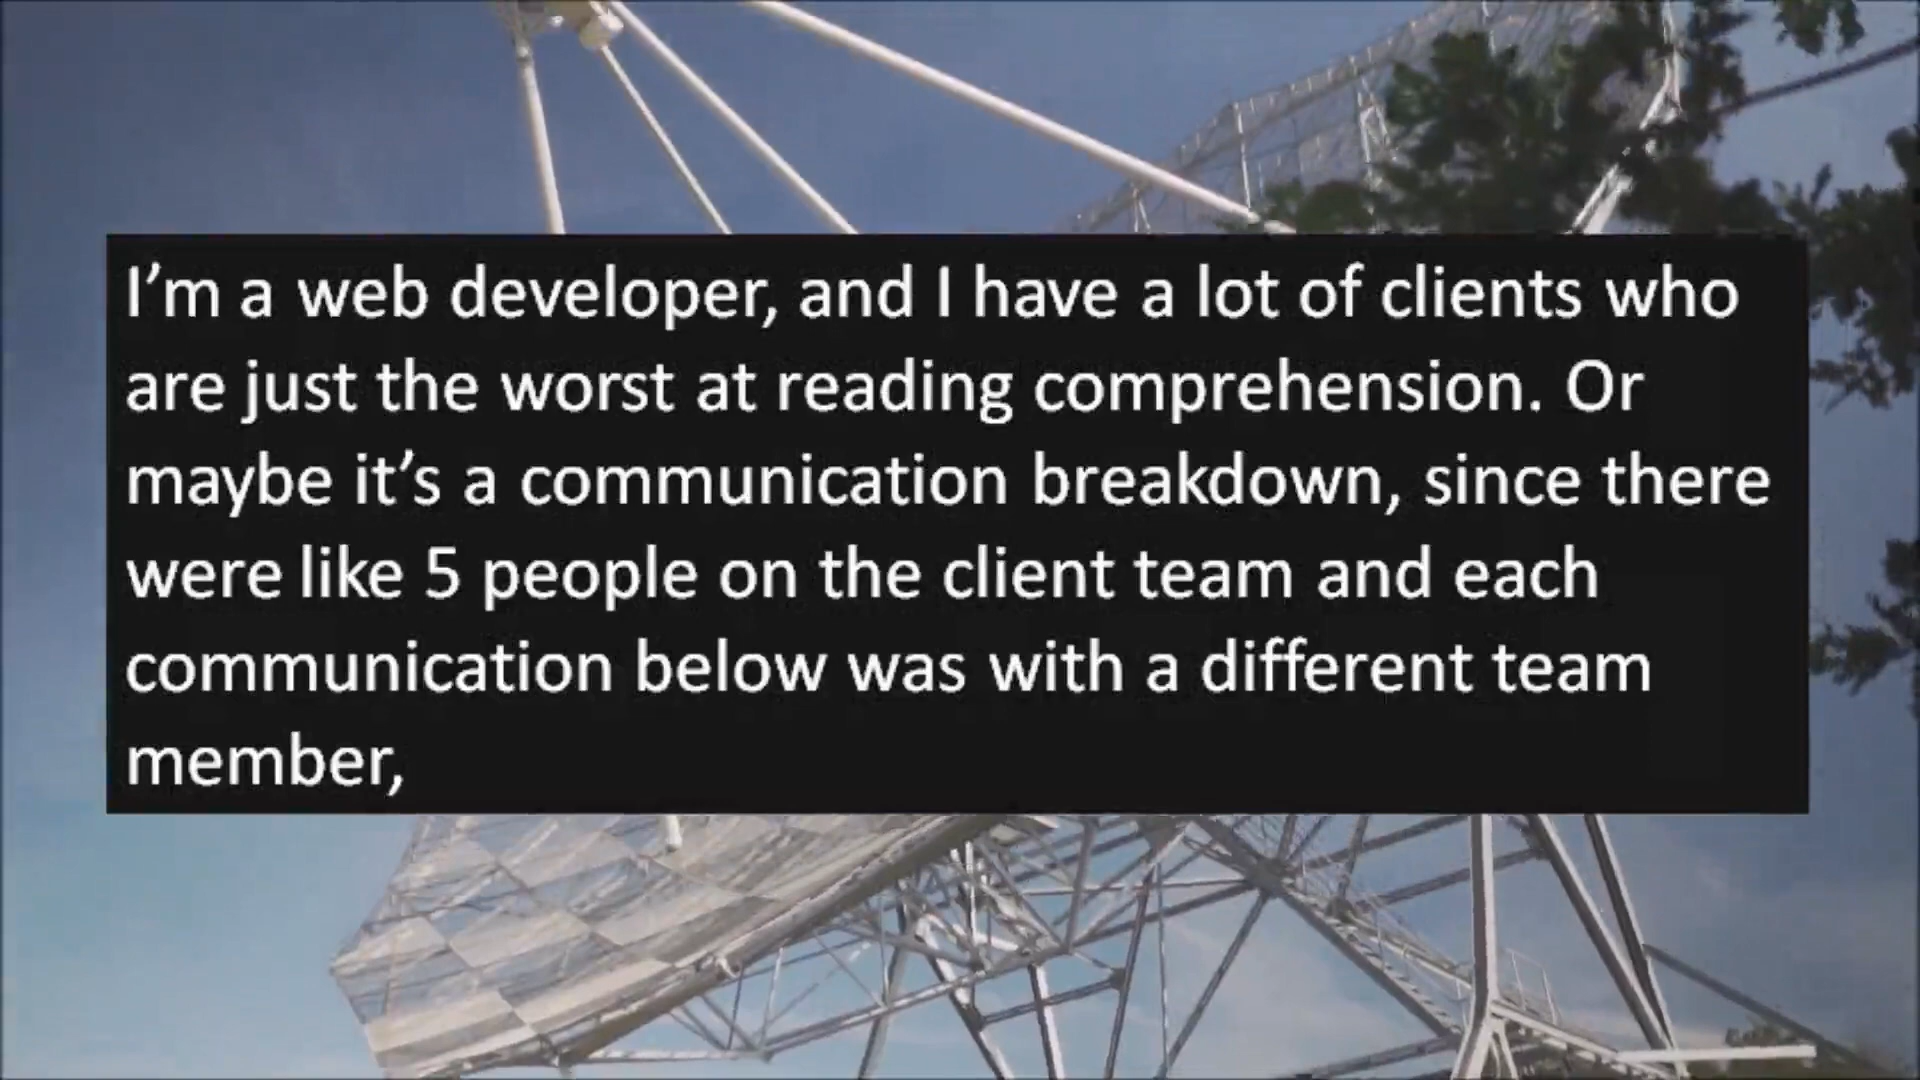 I’m a web developer, and I have a lot of clients who
are just the worst at reading comprehension. Or
maybe it’s a communication breakdown, since there
were like 5 people on the client team and each
communication below was with a different team
member,